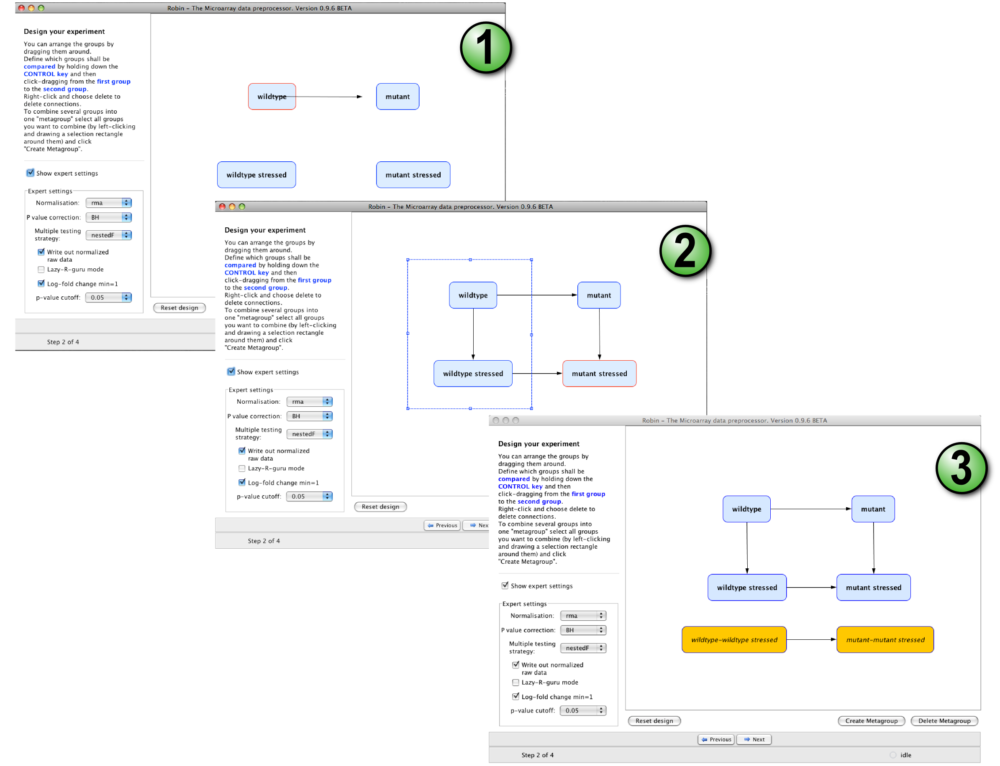 Robin - The Microarray data preprocessor. Version 0.9.6 BETA
1
Design your experiment
You can arrange the groups by
dragging them around.
Define which groups shall be
compared by holding down the
CONTROL key and then
click-dragging from the first group
to the second group.
Right-click and choose delete to
delete connections.
To combine several groups into
one "metagroup" select all groups
you want to combine (by left-clicking
and drawing a selection rectangle
around them) and click
"Create Metagroup".
Show expert settings
Expert settings
Normalisation: rma
P value correction: BH
Multiple testing
strategy: nestedF
Write out normalized
raw data
Lazy-R-guru mode
Log-fold change min=1
p-value cutoff: 0.05
wildtype
mutant
wildtype stressed
mutant stressed
Reset design
Step 2 of 4
Robin - The Microarray data preprocessor. Version 0.9.6 BETA
2
Design your experiment
You can arrange the groups by
dragging them around.
Define which groups shall be
compared by holding down the
CONTROL key and then
click-dragging from the first group
to the second group.
Right-click and choose delete to
delete connections.
To combine several groups into
one "metagroup" select all groups
you want to combine (by left-clicking
and drawing a selection rectangle
around them) and click
"Create Metagroup".
Show expert settings
Expert settings
Normalisation: rma
P value correction: BH
Multiple testing
strategy: nestedF
Write out normalized
raw data
Lazy-R-guru mode
Log-fold change min=1
p-value cutoff: 0.05
wildtype
mutant
wildtype stressed
mutant stressed
Reset design
Previous
Nex
Step 2 of 4
Robin - The Microarray data preprocessor. Version 0.9.6 BETA
3
Design your experiment
You can arrange the groups by
dragging them around.
Define which groups shall be
compared by holding down the
CONTROL key and then
click-dragging from the first group
to the second group.
Right-click and choose delete to
delete connections.
To combine several groups into
one "metagroup" select all groups
you want to combine (by left-clicking
and drawing a selection rectangle
around them) and click
"Create Metagroup".
Show expert settings
Expert settings
Normalisation: rma
P value correction: BH
Multiple testing
strategy: nestedF
Write out normalized
raw data
Lazy-R-guru mode
Log-fold change min=1
p-value cutoff: 0.05
wildtype
mutant
wildtype stressed
mutant stressed
wildtype-wildtype stressed
mutant-mutant stressed
Reset design
Create Metagroup
Delete Metagroup
Previous
Next
Step 2 of 4
idle